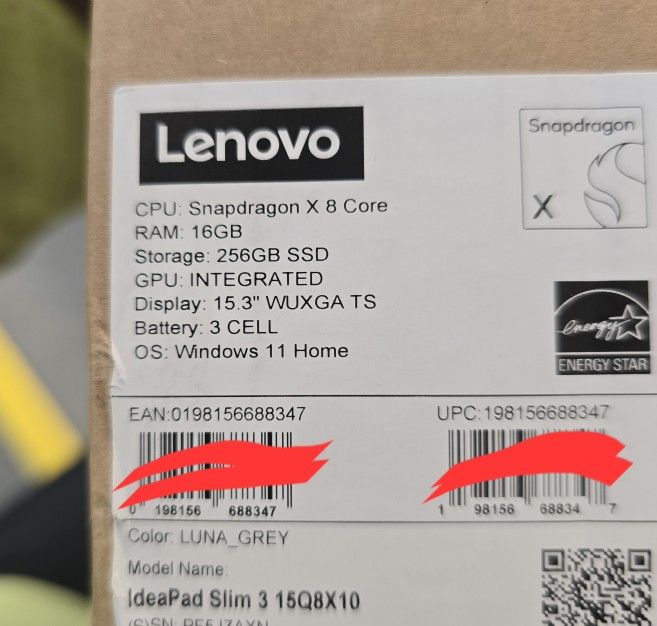 Lenovo
Snapdragon
X
CPU: Snapdragon X 8 Core
RAM: 16GB
Storage: 256GB SSD
GPU: INTEGRATED
Display: 15.3" WUXGA TS
Battery: 3 CELL
OS: Windows 11 Home
energy
ENERGY STAR
EAN:0198156688347
UPC:198156688347
0 198156 688347
1 98156 68834 7
Color: LUNA_GREY
Model Name:
IdeaPad Slim 3 15Q8X10